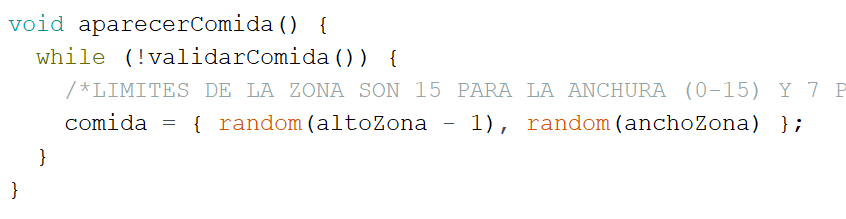 void aparecerComida() {
while (!validarComida()) {
/*LIMITES DE LA ZONA SON 15 PARA LA ANCHURA (0-15) Y 7 P
comida = { random(altoZona - 1), random(anchoZona) };
}
}